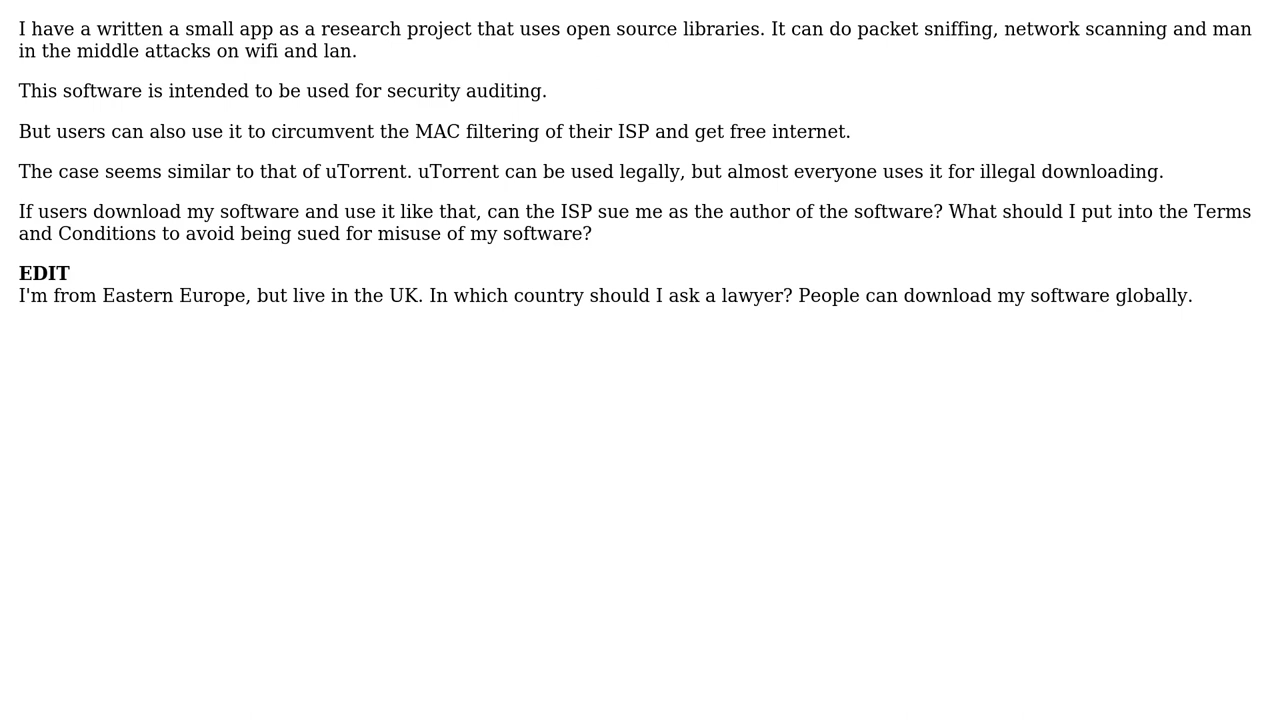 I have a written a small app as a research project that uses open source libraries. It can do packet sniffing, network scanning and man
in the middle attacks on wifi and lan.
This software is intended to be used for security auditing.
But users can also use it to circumvent the MAC filtering of their ISP and get free internet.
The case seems similar to that of uTorrent. uTorrent can be used legally, but almost everyone uses it for illegal downloading.
If users download my software and use it like that, can the ISP sue me as the author of the software? What should I put into the Terms
and Conditions to avoid being sued for misuse of my software?
EDIT
I'm from Eastern Europe, but live in the UK. In which country should I ask a lawyer? People can download my software globally.